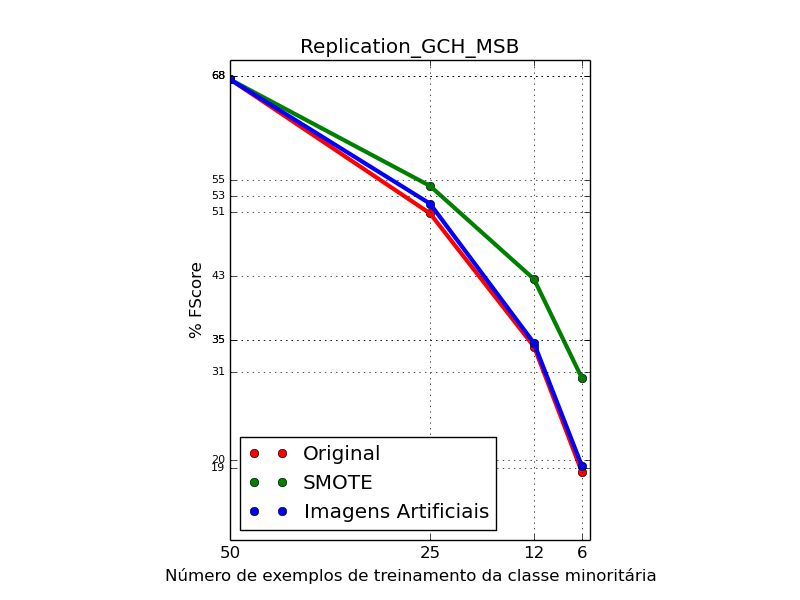 Replication_GCH_MSB
68
55
53
51
43
35
31
20
19
% FScore
Original
SMOTE
Imagens Artificiais
50 25 12 6
Número de exemplos de treinamento da classe minoritária